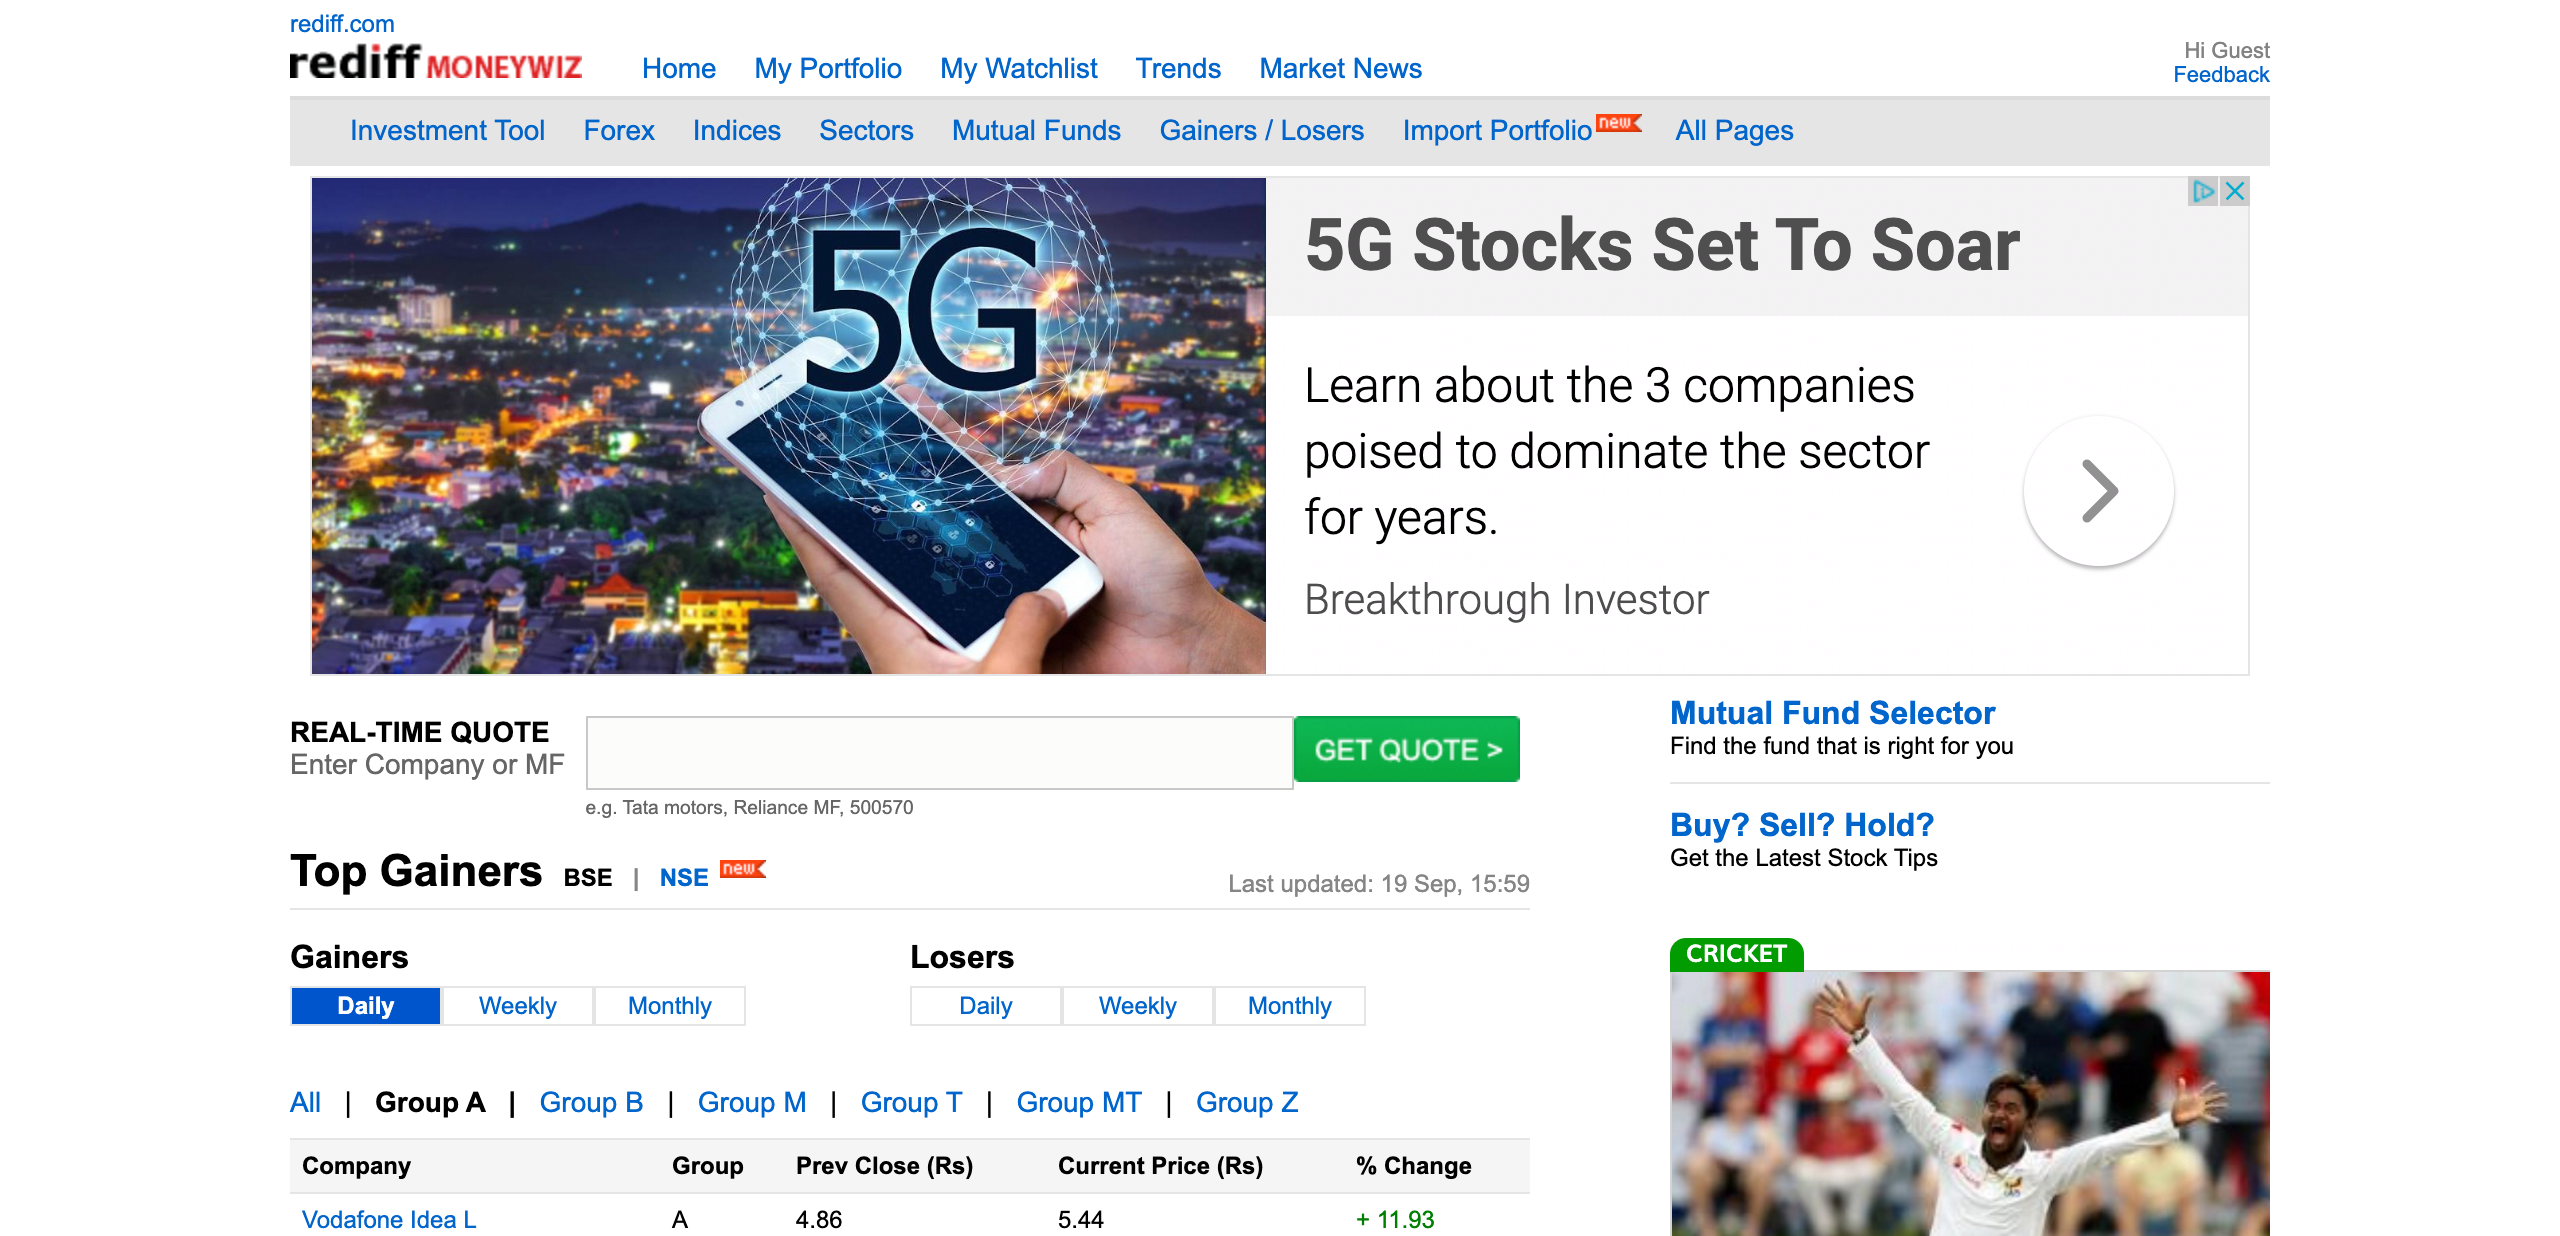 rediff.com
rediff MONEYWIZ
Home My Portfolio My Watchlist Trends Market News
Hi Guest
Feedback
Investment Tool Forex Indices Sectors Mutual Funds Gainers / Losers Import Portfolio new All Pages
5G
5G Stocks Set To Soar
Learn about the 3 companies
poised to dominate the sector
for years.
Breakthrough Investor
REAL-TIME QUOTE
Enter Company or MF
GET QUOTE >
e.g. Tata motors, Reliance MF, 500570
Mutual Fund Selector
Find the fund that is right for you
Buy? Sell? Hold?
Get the Latest Stock Tips
Top Gainers BSE | NSE new
Last updated: 19 Sep, 15:59
Gainers
Daily Weekly Monthly
Losers
Daily Weekly Monthly
CRICKET
All | Group A | Group B | Group M | Group T | Group MT | Group Z
Company Group Prev Close (Rs) Current Price (Rs) % Change
Vodafone Idea L A 4.86 5.44 + 11.93